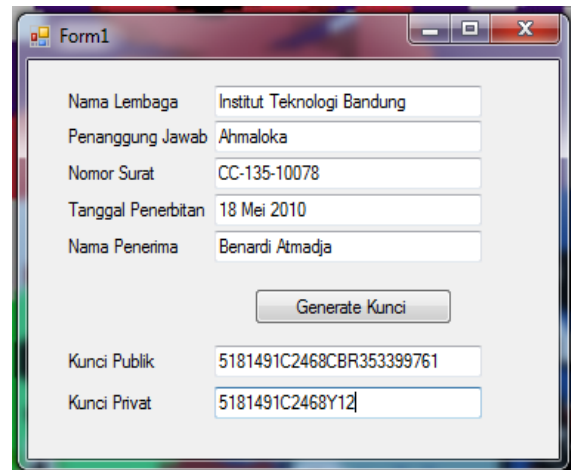 Form1
Nama Lembaga Institut Teknologi Bandung
Penanggung Jawab Ahmaloka
Nomor Surat CC-135-10078
Tanggal Penerbitan 18 Mei 2010
Nama Penerima Benardi Atmadja
Generate Kunci
Kunci Publik 5181491C2468CBR353399761
Kunci Privat 5181491C2468Y12